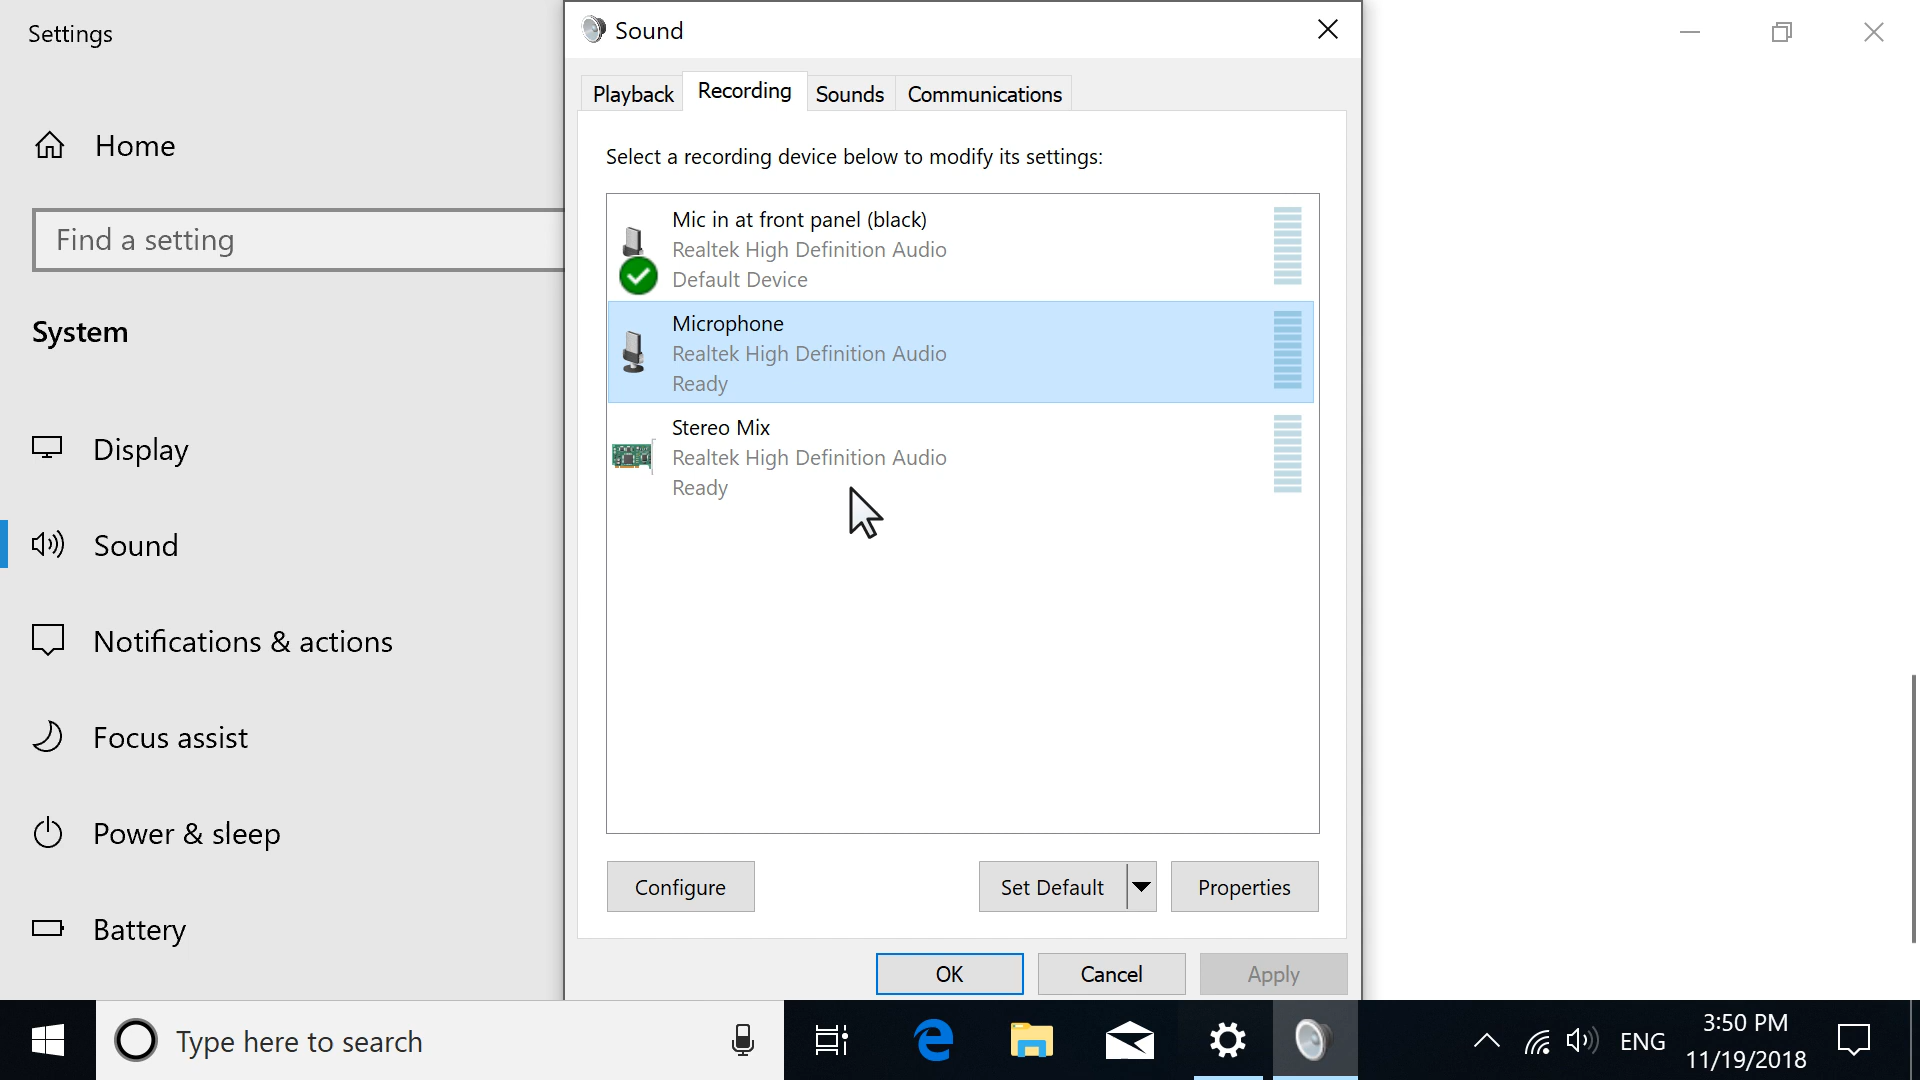 Settings
Home
Find a setting
System
Display
Sound
Notifications & actions
Focus assist
Power & sleep
Battery
Sound
Playback
Recording
Sounds
Communications
Select a recording device below to modify its settings:
Mic in at front panel (black)
Realtek High Definition Audio
Default Device
Microphone
Realtek High Definition Audio
Ready
Stereo Mix
Realtek High Definition Audio
Ready
Configure
Set Default
Properties
OK
Cancel
Apply
Type here to search
ENG
3:50 PM
11/19/2018